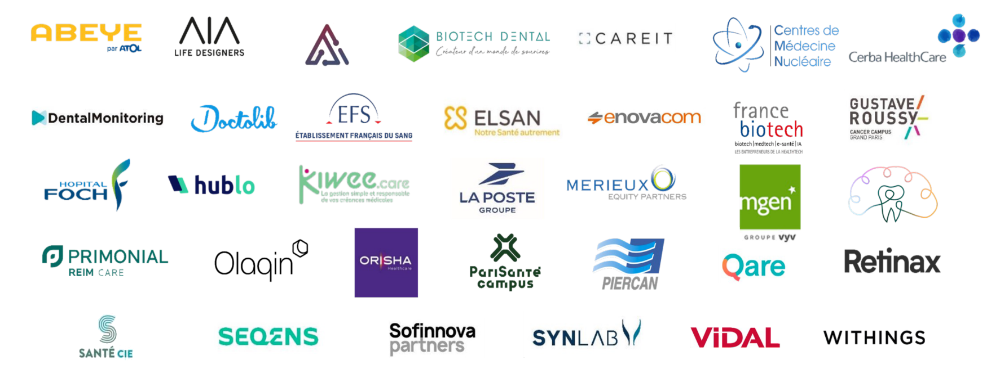 ABEYE
par ATOL
AIA
LIFE DESIGNERS
BIOTECH DENTAL
Créateur d'un monde de sourires
CAREIT
Centres de
Médecine
Nucléaire
Cerba HealthCare
DentalMonitoring
Doctolib
EFS
ÉTABLISSEMENT FRANÇAIS DU SANG
ELSAN
Notre Santé autrement
enovacom
france
biotech
biotech|medtech|e-santé|IA
LES ENTREPRENEURS DE LA HEALTHTECH
GUSTAVE
ROUSSY
CANCER CAMPUS
GRAND PARIS
HOPITAL
FOCH
hublo
Kiwee.care
La gestion simple et responsable
de vos créances médicales
LA POSTE
GROUPE
MERIEUX
EQUITY PARTNERS
mgen
GROUPE vyv
PRIMONIAL
REIM CARE
Olaqin
ORISHA
Healthcare
PariSanté
campus
PIERCAN
Qare
Retinax
SANTÉ CIE
SEQENS
Sofinnova
partners
SYNLAB
ViDAL
WITHINGS